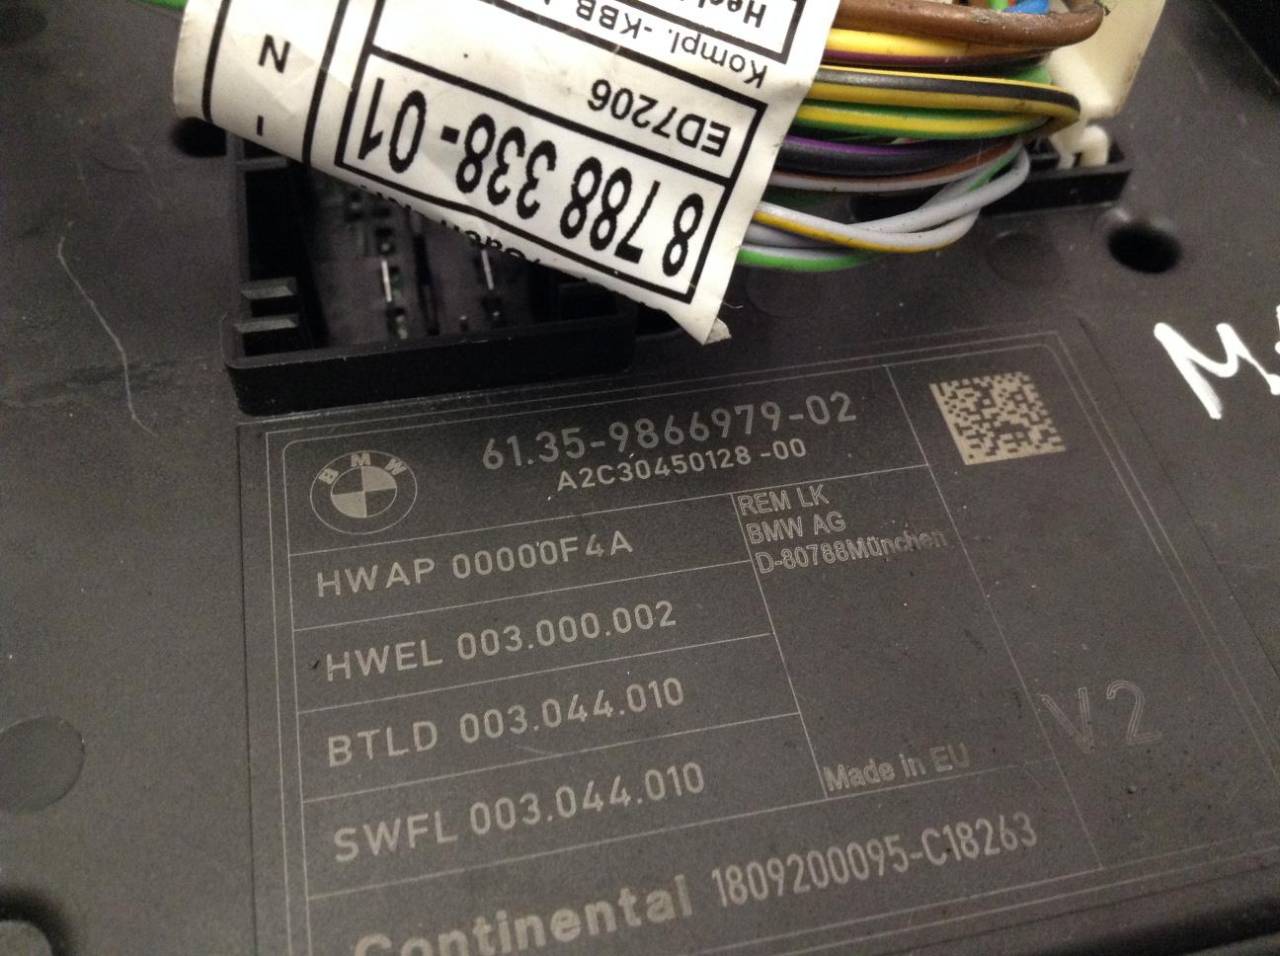 8 788 338-01
ED7206
Kompl. -KBB
N
I
61.35-9866979-02
A2C30450128 -00
BMW
HWAP 00000F4A
REM LK
BMW AG
D-80788München
HWEL 003.000.002
BTLD 003.044.010
SWFL 003.044.010
Made in EU
V2
Continental 1809200095-C18263